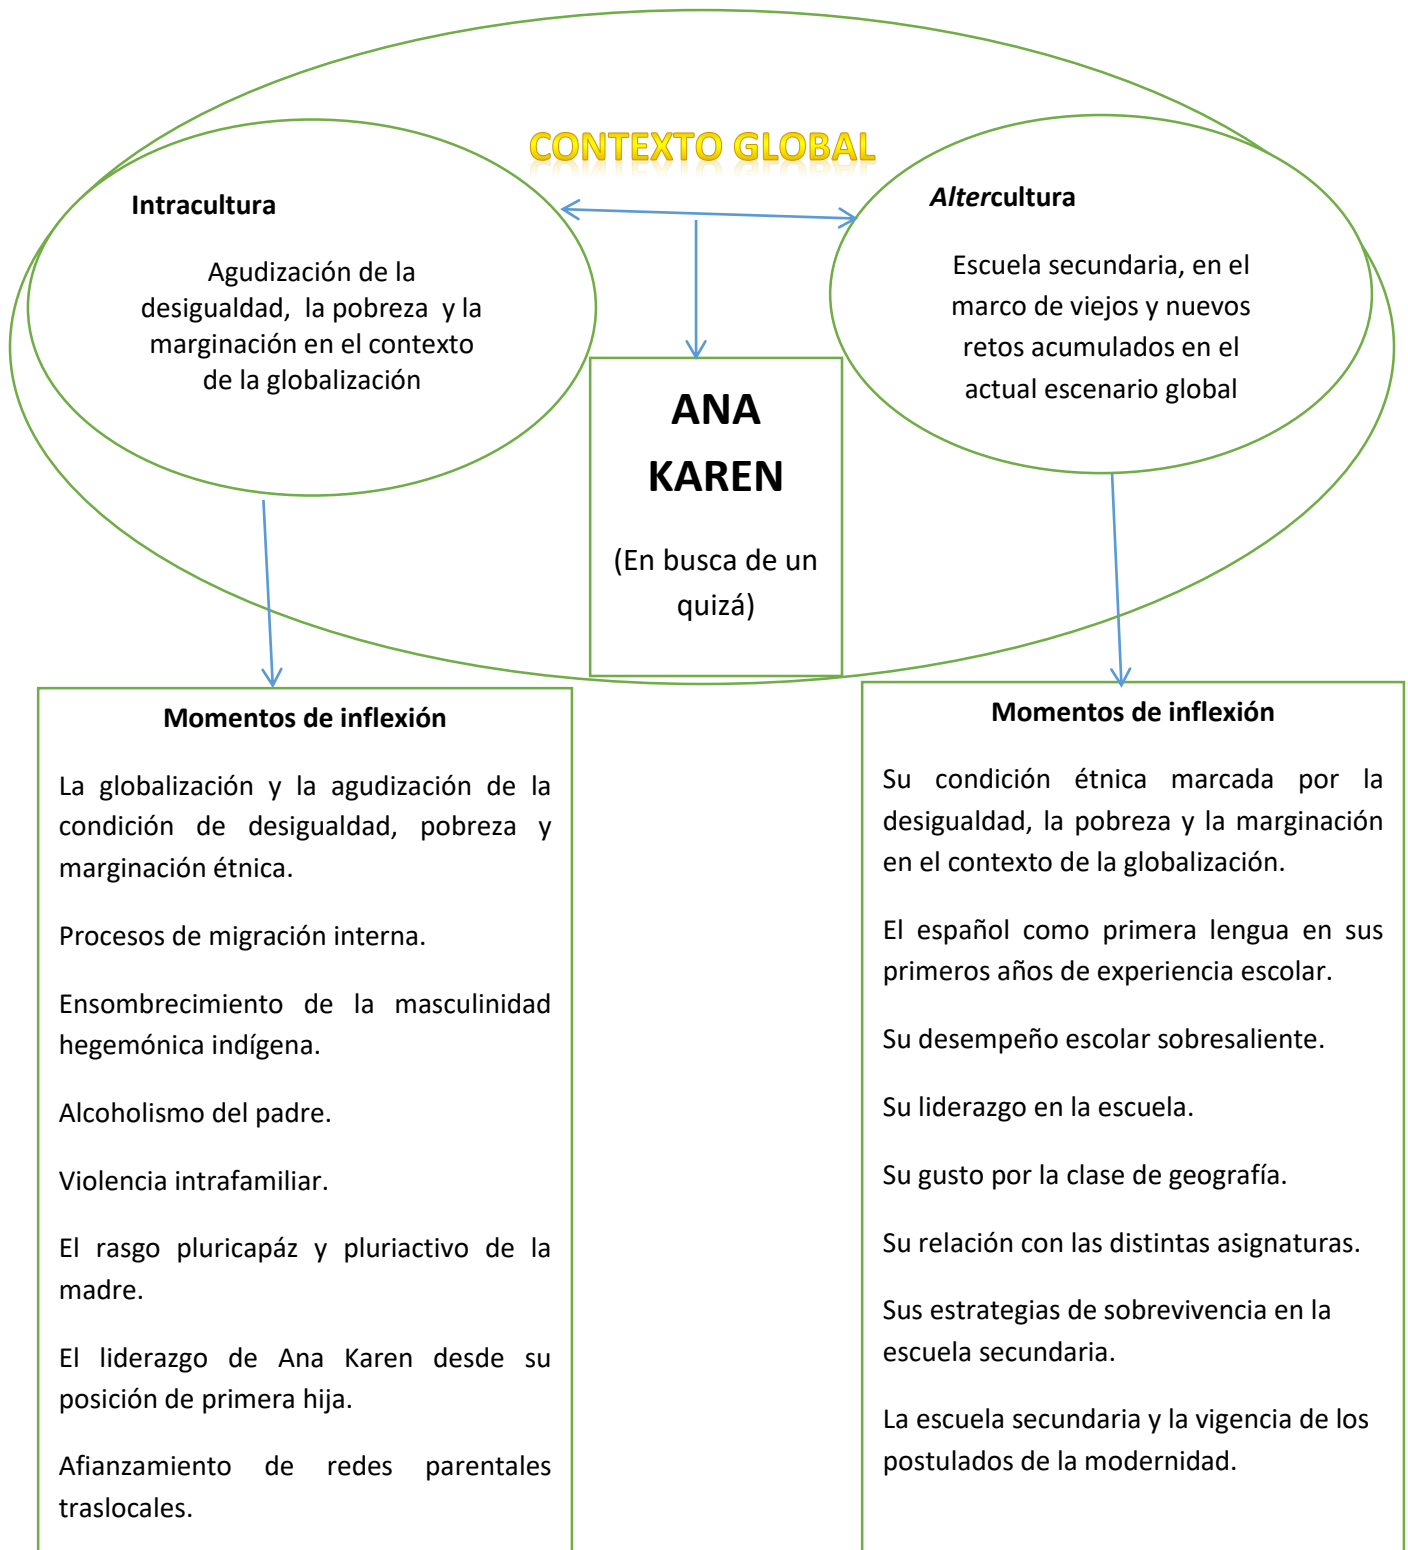 CONTEXTO GLOBAL
Intracultura
Agudización de la
desigualdad, la pobreza y la
marginación en el contexto
de la globalización
Altercultura
Escuela secundaria, en el
marco de viejos y nuevos
retos acumulados en el
actual escenario global
ANA
KAREN
(En busca de un
quizá)
Momentos de inflexión
La globalización y la agudización de la
condición de desigualdad, pobreza y
marginación étnica.
Procesos de migración interna.
Ensombrecimiento de la masculinidad
hegemónica indígena.
Alcoholismo del padre.
Violencia intrafamiliar.
El rasgo pluricapáz y pluriactivo de la
madre.
El liderazgo de Ana Karen desde su
posición de primera hija.
Afianzamiento de redes parentales
traslocales.
Momentos de inflexión
Su condición étnica marcada por la
desigualdad, la pobreza y la marginación
en el contexto de la globalización.
El español como primera lengua en sus
primeros años de experiencia escolar.
Su desempeño escolar sobresaliente.
Su liderazgo en la escuela.
Su gusto por la clase de geografía.
Su relación con las distintas asignaturas.
Sus estrategias de sobrevivencia en la
escuela secundaria.
La escuela secundaria y la vigencia de los
postulados de la modernidad.